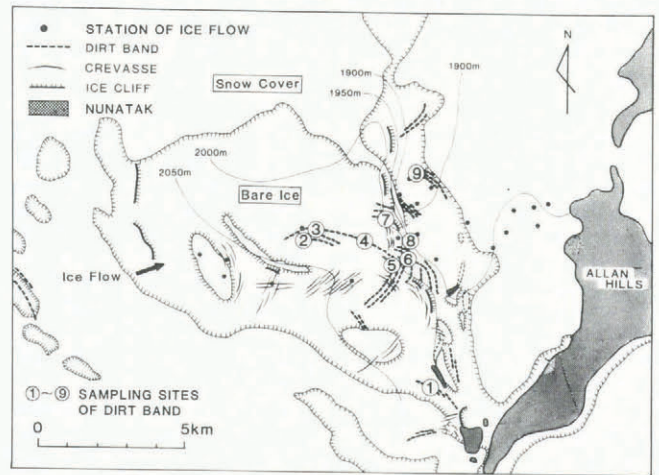 STATION OF ICE FLOW
DIRT BAND
CREVASSE
ICE CLIFF
NUNATAK
Snow Cover
1900m
1950m
1900m
N
2000m
2050m
Bare Ice
⑨
⑦
③
②
④
⑧
⑤
⑥
Ice Flow
ALLAN
HILLS
①
①~⑨ SAMPLING SITES
OF DIRT BAND
0 5km